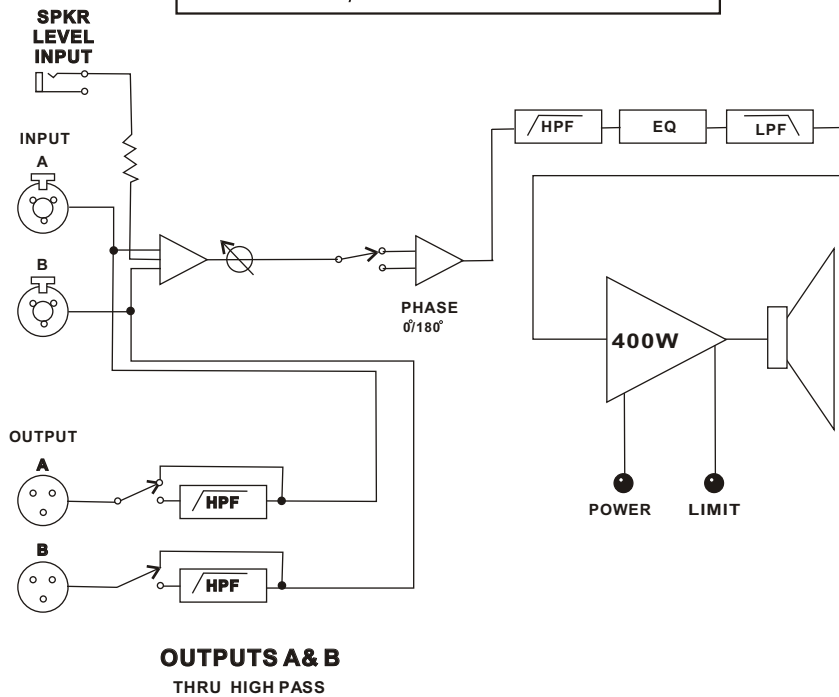 SPKR
LEVEL
INPUT
INPUT
A
B
HPF
EQ
LPF
PHASE
0°/180°
400W
POWER
LIMIT
OUTPUT
A
HPF
B
HPF
OUTPUTS A& B
THRU HIGH PASS